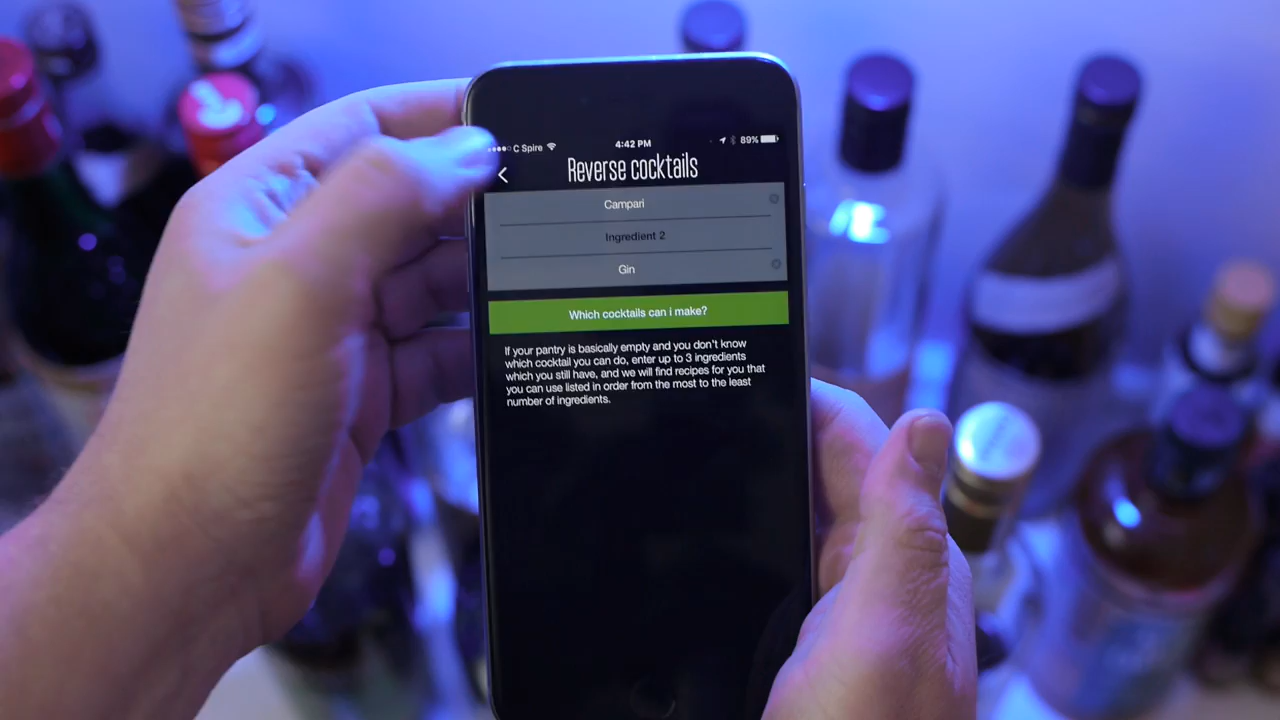 C Spire 4:42 PM 89%
Reverse cocktails
Campari
Ingredient 2
Gin
Which cocktails can i make?
If your pantry is basically empty and you don't know
which cocktail you can do, enter up to 3 ingredients
which you still have, and we will find recipes for you that
you can use listed in order from the most to the least
number of ingredients.